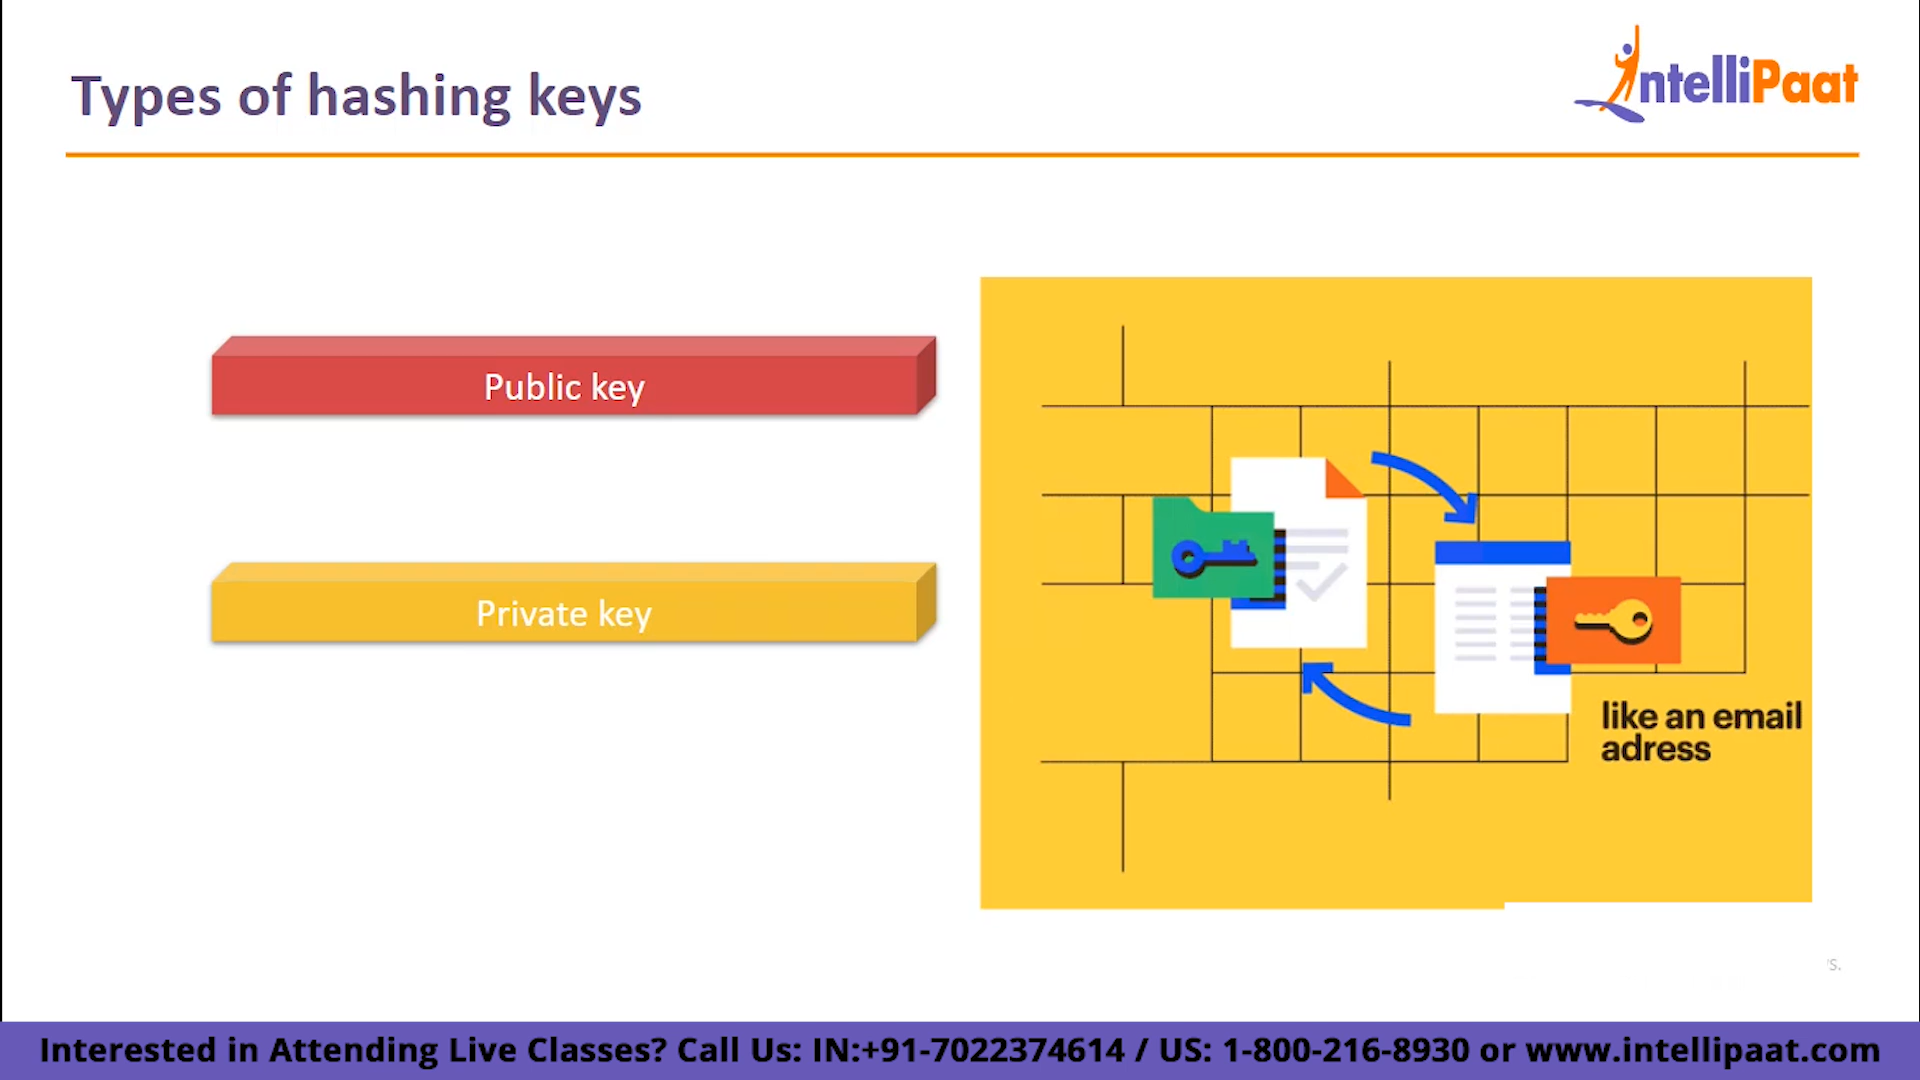 Types of hashing keys
IntelliPaat
Public key
Private key
like an email
adress
Interested in Attending Live Classes? Call Us: IN:+91-7022374614 / US: 1-800-216-8930 or www.intellipaat.com